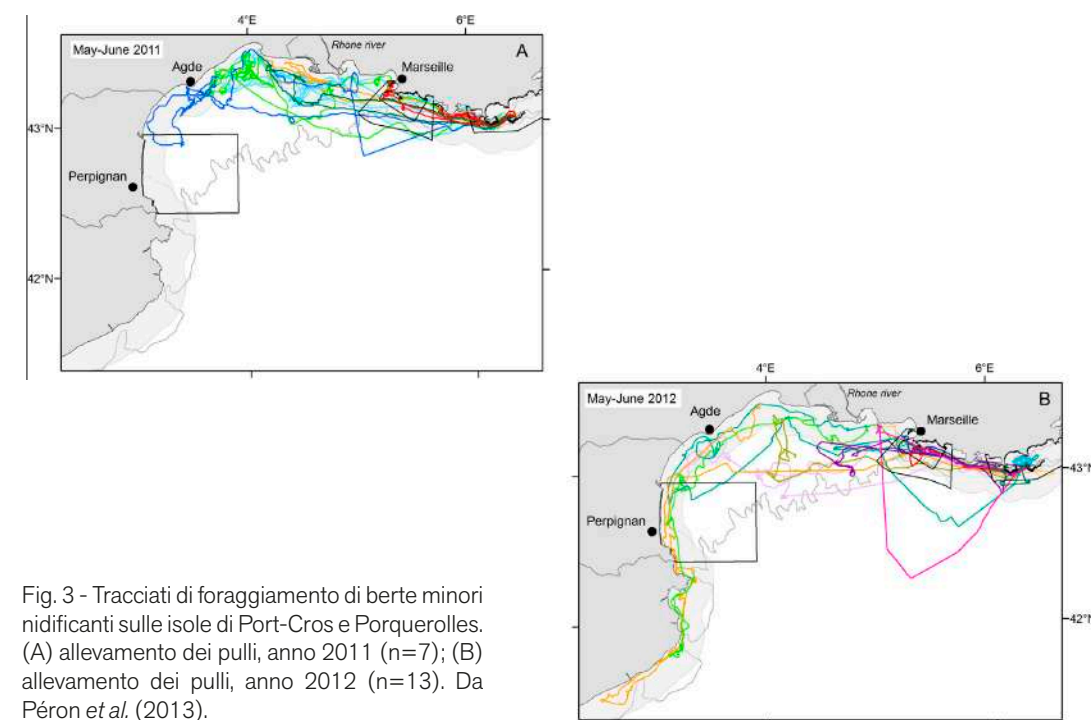 4°E
6°E
May-June 2011
Rhone river
A
Agde
Marseille
43°N
Perpignan
42°N
4°E
6°E
May-June 2012
Rhone river
B
Agde
Marseille
43°N
Perpignan
42°N
Fig. 3 - Tracciati di foraggiamento di berte minori
nidificanti sulle isole di Port-Cros e Porquerolles.
(A) allevamento dei pulli, anno 2011 (n=7); (B)
allevamento dei pulli, anno 2012 (n=13). Da
Péron et al. (2013).